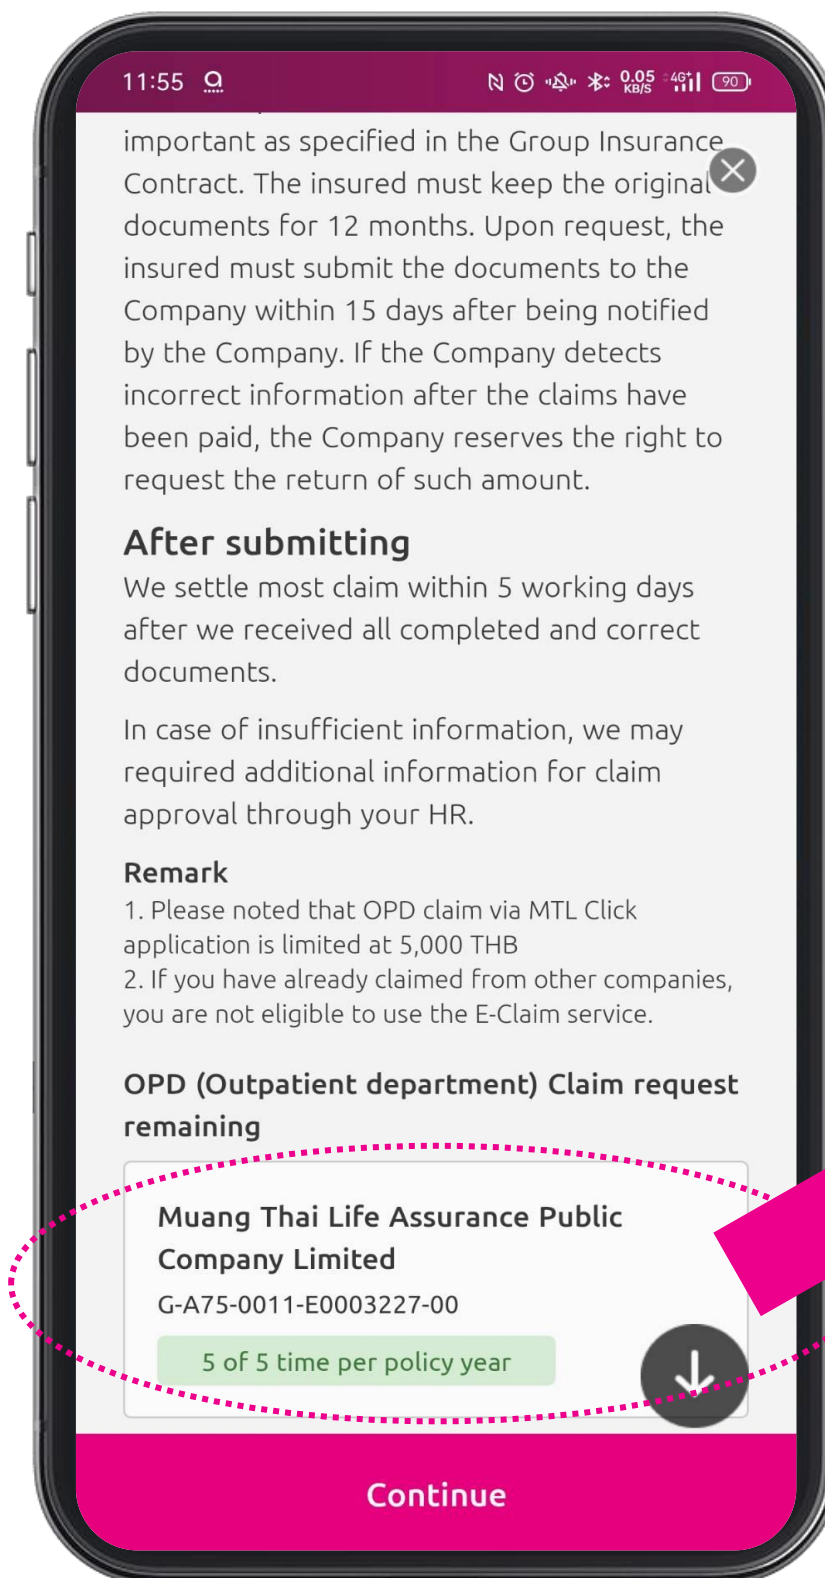 11:55
0.05
KB/S
4G+
90
important as specified in the Group Insurance
Contract. The insured must keep the original
documents for 12 months. Upon request, the
insured must submit the documents to the
Company within 15 days after being notified
by the Company. If the Company detects
incorrect information after the claims have
been paid, the Company reserves the right to
request the return of such amount.
After submitting
We settle most claim within 5 working days
after we received all completed and correct
documents.
In case of insufficient information, we may
required additional information for claim
approval through your HR.
Remark
1. Please noted that OPD claim via MTL Click
application is limited at 5,000 THB
2. If you have already claimed from other companies,
you are not eligible to use the E-Claim service.
OPD (Outpatient department) Claim request
remaining
Muang Thai Life Assurance Public
Company Limited
G-A75-0011-E0003227-00
5 of 5 time per policy year
Continue